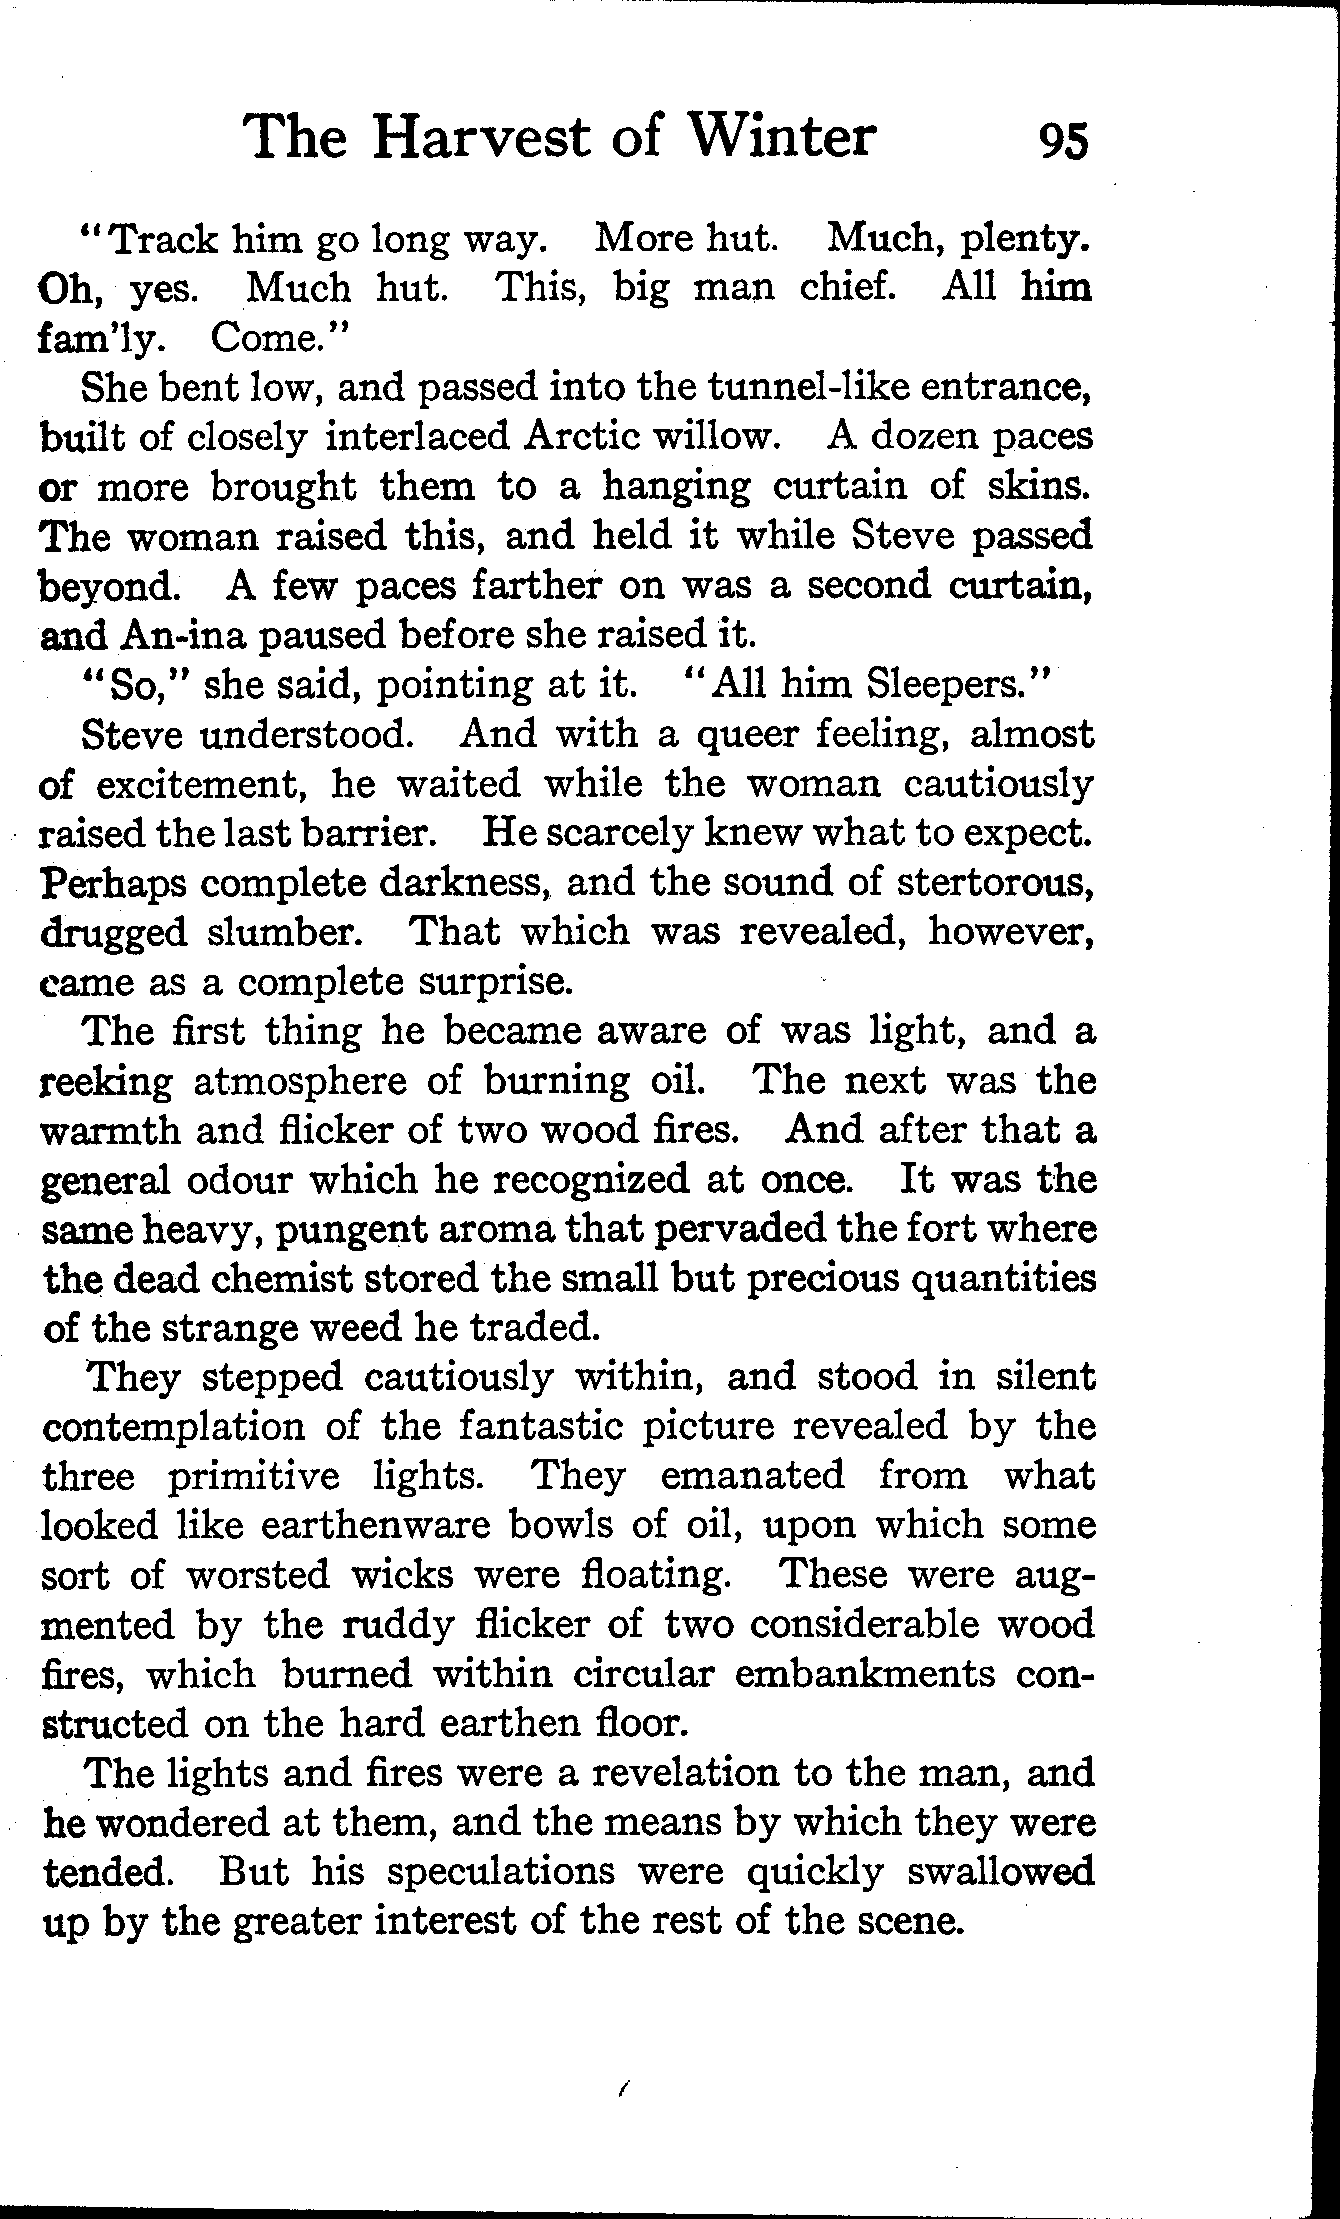 The Harvest of Winter 95
"Track him go long way. More hut. Much, plenty.
Oh, yes. Much hut. This, big man chief. All him
fam'ly. Come."
She bent low, and passed into the tunnel-like entrance,
built of closely interlaced Arctic willow. A dozen paces
or more brought them to a hanging curtain of skins.
The woman raised this, and held it while Steve passed
beyond. A few paces farther on was a second curtain,
and An-ina paused before she raised it.
"So," she said, pointing at it. "All him Sleepers."
Steve understood. And with a queer feeling, almost
of excitement, he waited while the woman cautiously
raised the last barrier. He scarcely knew what to expect.
Perhaps complete darkness, and the sound of stertorous,
drugged slumber. That which was revealed, however,
came as a complete surprise.
The first thing he became aware of was light, and a
reeking atmosphere of burning oil. The next was the
warmth and flicker of two wood fires. And after that a
general odour which he recognized at once. It was the
same heavy, pungent aroma that pervaded the fort where
the dead chemist stored the small but precious quantities
of the strange weed he traded.
They stepped cautiously within, and stood in silent
contemplation of the fantastic picture revealed by the
three primitive lights. They emanated from what
looked like earthenware bowls of oil, upon which some
sort of worsted wicks were floating. These were aug-
mented by the ruddy flicker of two considerable wood
fires, which burned within circular embankments con-
structed on the hard earthen floor.
The lights and fires were a revelation to the man, and
he wondered at them, and the means by which they were
tended. But his speculations were quickly swallowed
up by the greater interest of the rest of the scene.